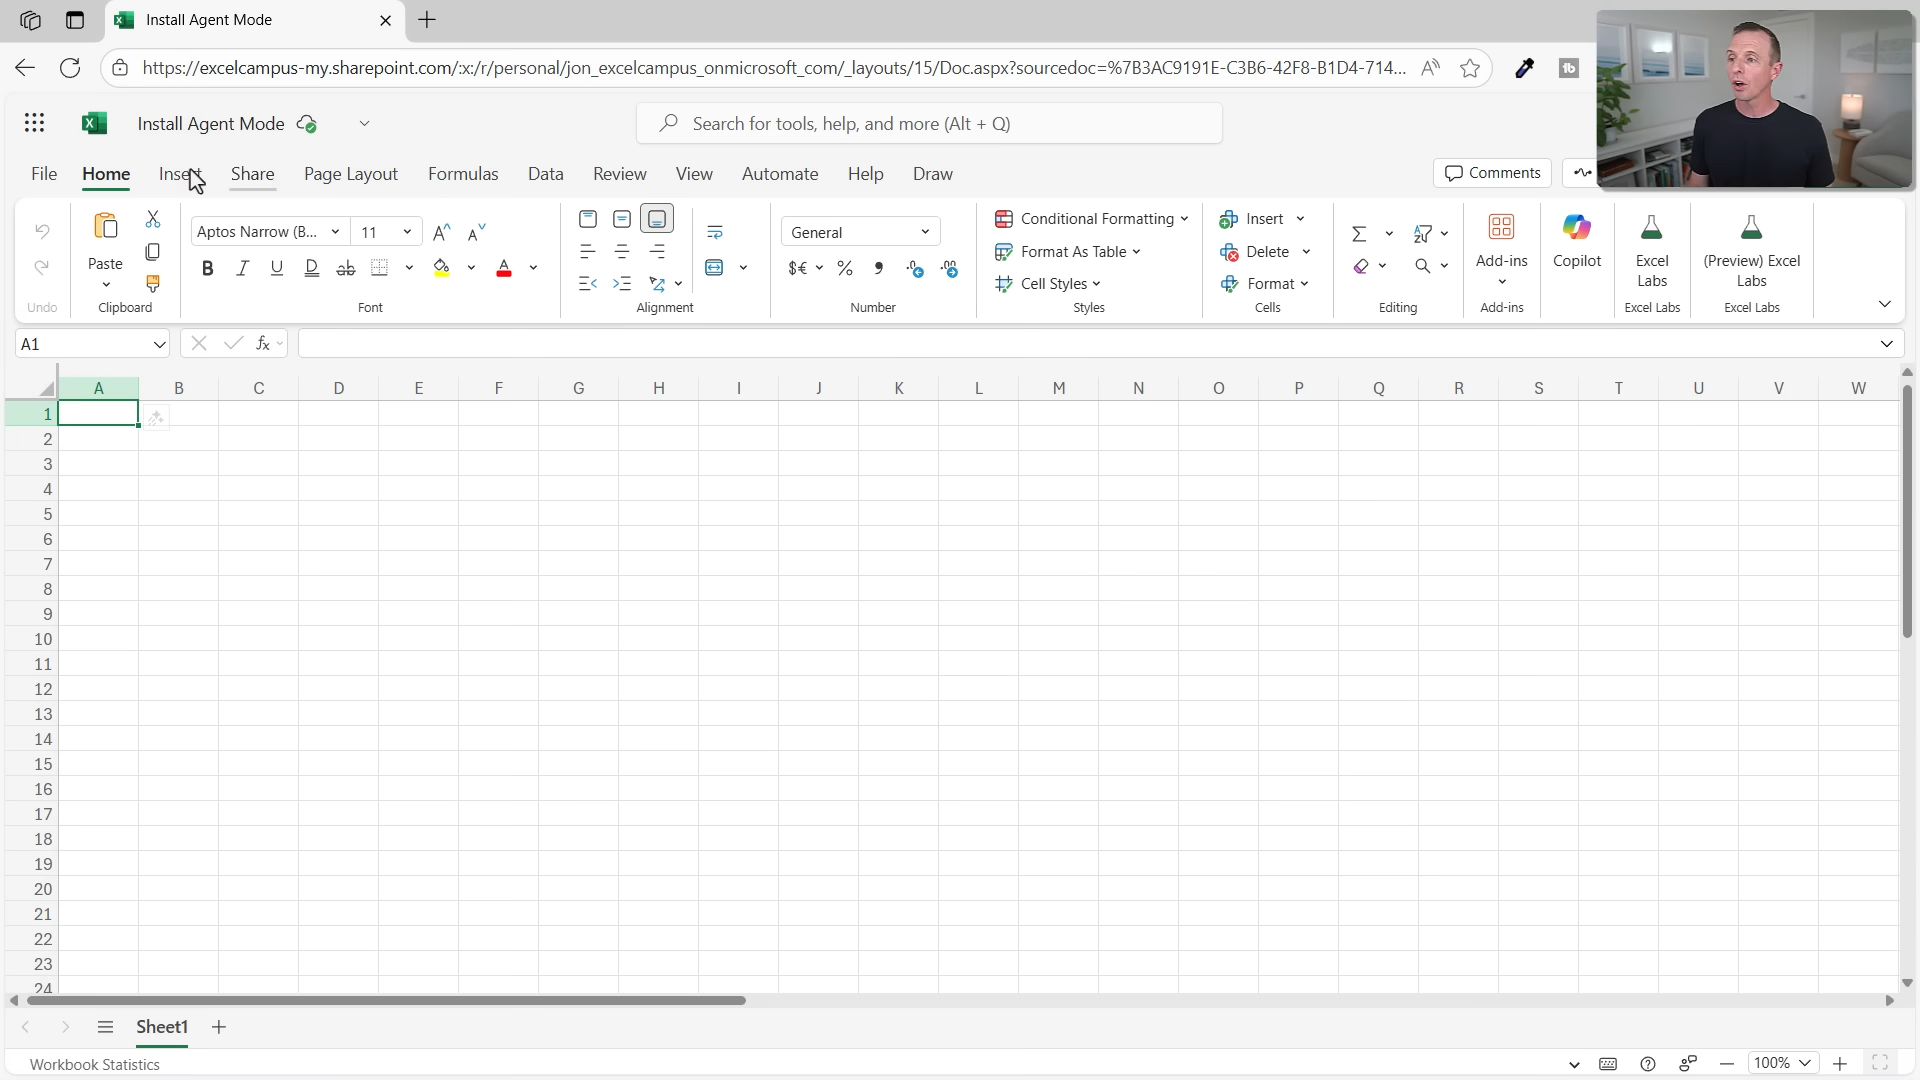 Install Agent Mode
https://excelcampus-my.sharepoint.com/:x:/r/personal/jon_excelcampus_onmicrosoft_com/_layouts/15/Doc.aspx?sourcedoc=%7B3AC9191E-C3B6-42F8-B1D4-714...
Install Agent Mode
Search for tools, help, and more (Alt + Q)
File Home Insert Share Page Layout Formulas Data Review View Automate Help Draw Comments
Aptos Narrow (B... 11 General Conditional Formatting Insert
Paste Format As Table Delete Add-ins Copilot Excel Labs (Preview) Excel Labs
Cell Styles Format
Undo Clipboard Font Alignment Number Styles Cells Editing Add-ins Excel Labs Excel Labs
A1 fx
A B C D E F G H I J K L M N O P Q R S T U V W
1
2
3
4
5
6
7
8
9
10
11
12
13
14
15
16
17
18
19
20
21
22
23
24
Sheet1
Workbook Statistics 100%